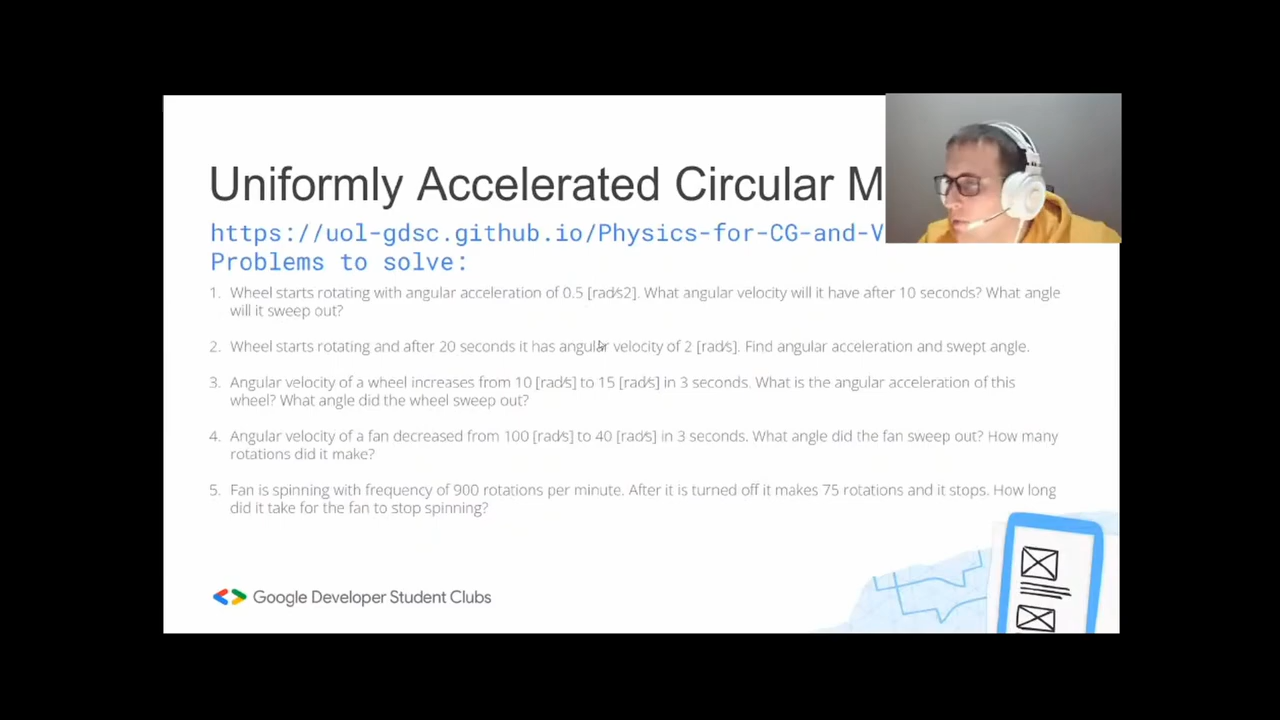 Uniformly Accelerated Circular M
https://uol-gdsc.github.io/Physics-for-CG-and-V
Problems to solve:
1. Wheel starts rotating with angular acceleration of 0.5 [rad⁄s2]. What angular velocity will it have after 10 seconds? What angle
will it sweep out?
2. Wheel starts rotating and after 20 seconds it has angular velocity of 2 [rad⁄s]. Find angular acceleration and swept angle.
3. Angular velocity of a wheel increases from 10 [rad⁄s] to 15 [rad⁄s] in 3 seconds. What is the angular acceleration of this
wheel? What angle did the wheel sweep out?
4. Angular velocity of a fan decreased from 100 [rad⁄s] to 40 [rad⁄s] in 3 seconds. What angle did the fan sweep out? How many
rotations did it make?
5. Fan is spinning with frequency of 900 rotations per minute. After it is turned off it makes 75 rotations and it stops. How long
did it take for the fan to stop spinning?
Google Developer Student Clubs